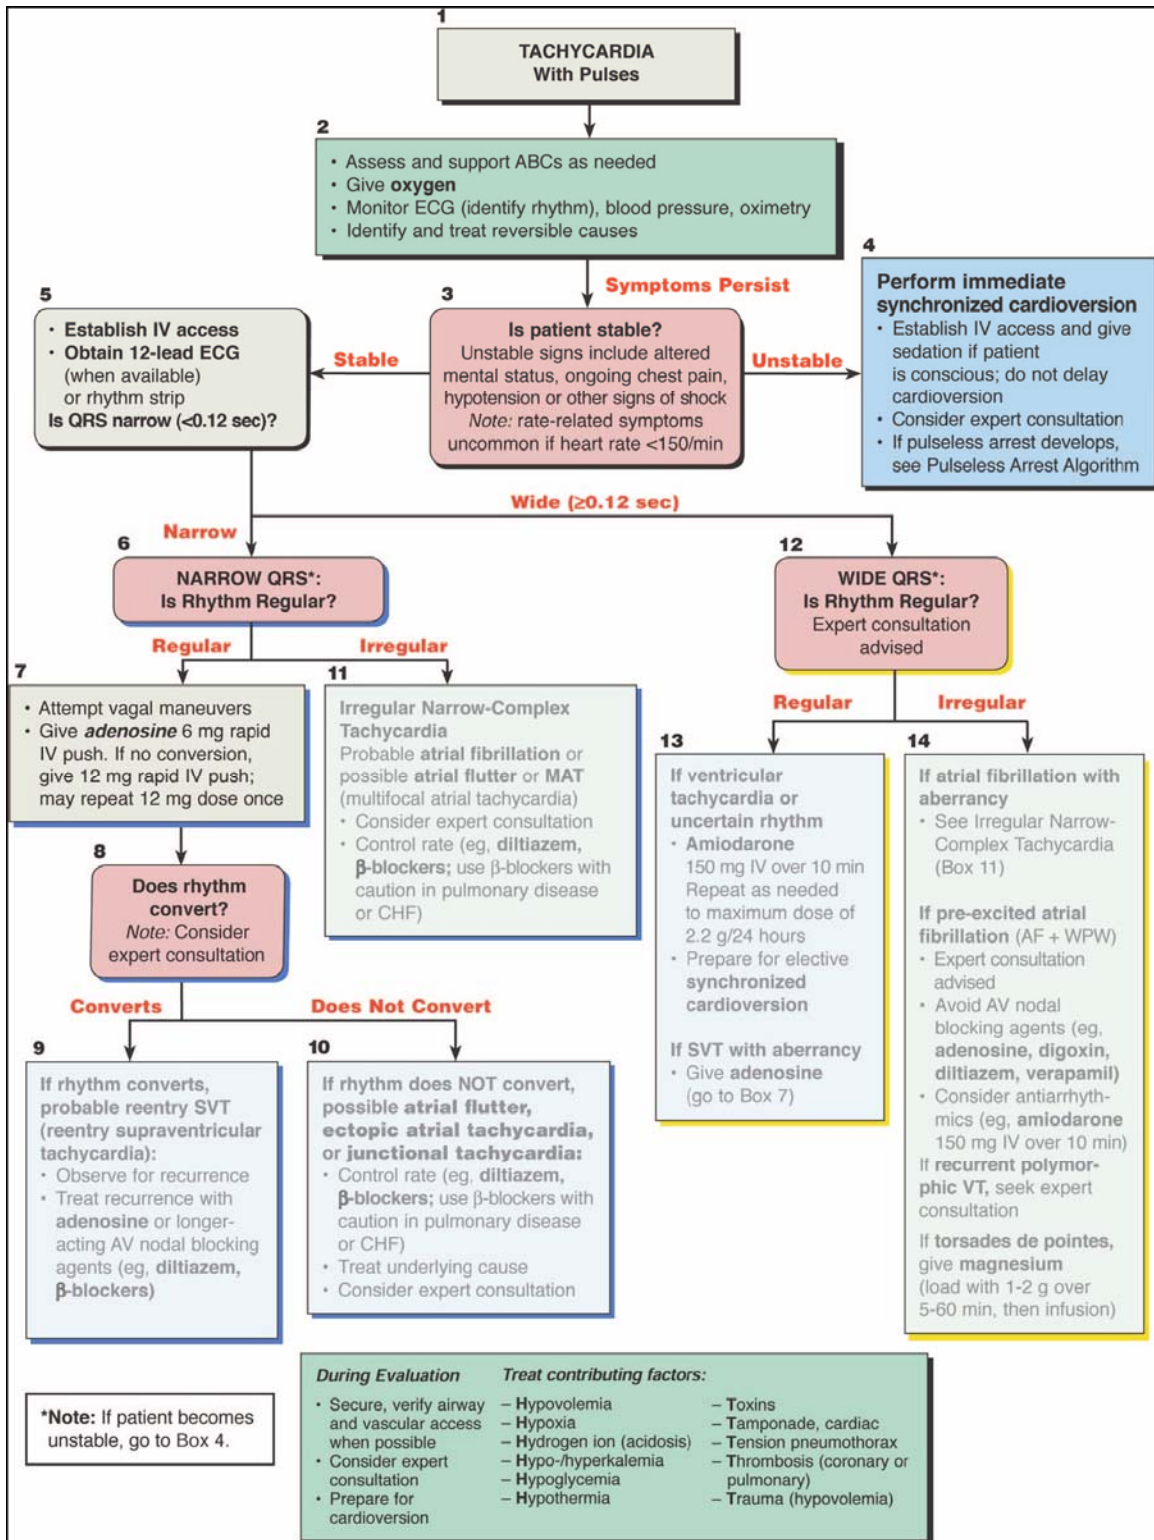 1
TACHYCARDIA
With Pulses
2
• Assess and support ABCs as needed
• Give oxygen
• Monitor ECG (identify rhythm), blood pressure, oximetry
• Identify and treat reversible causes
Symptoms Persist
3
Is patient stable?
Unstable signs include altered
mental status, ongoing chest pain,
hypotension or other signs of shock
Note: rate-related symptoms
uncommon if heart rate <150/min
Stable
Unstable
4
Perform immediate
synchronized cardioversion
• Establish IV access and give
sedation if patient
is conscious; do not delay
cardioversion
• Consider expert consultation
• If pulseless arrest develops,
see Pulseless Arrest Algorithm
5
• Establish IV access
• Obtain 12-lead ECG
(when available)
or rhythm strip
Is QRS narrow (<0.12 sec)?
Narrow
Wide (≥0.12 sec)
6
NARROW QRS*:
Is Rhythm Regular?
Regular
Irregular
7
• Attempt vagal maneuvers
• Give adenosine 6 mg rapid
IV push. If no conversion,
give 12 mg rapid IV push;
may repeat 12 mg dose once
8
Does rhythm
convert?
Note: Consider
expert consultation
Converts
Does Not Convert
9
If rhythm converts,
probable reentry SVT
(reentry supraventricular
tachycardia):
• Observe for recurrence
• Treat recurrence with
adenosine or longer-
acting AV nodal blocking
agents (eg, diltiazem,
β-blockers)
10
If rhythm does NOT convert,
possible atrial flutter,
ectopic atrial tachycardia,
or junctional tachycardia:
• Control rate (eg, diltiazem,
β-blockers; use β-blockers with
caution in pulmonary disease
or CHF)
• Treat underlying cause
• Consider expert consultation
11
Irregular Narrow-Complex
Tachycardia
Probable atrial fibrillation or
possible atrial flutter or MAT
(multifocal atrial tachycardia)
• Consider expert consultation
• Control rate (eg, diltiazem,
β-blockers; use β-blockers with
caution in pulmonary disease
or CHF)
12
WIDE QRS*:
Is Rhythm Regular?
Expert consultation
advised
Regular
Irregular
13
If ventricular
tachycardia or
uncertain rhythm
• Amiodarone
150 mg IV over 10 min
Repeat as needed
to maximum dose of
2.2 g/24 hours
• Prepare for elective
synchronized
cardioversion
If SVT with aberrancy
• Give adenosine
(go to Box 7)
14
If atrial fibrillation with
aberrancy
• See Irregular Narrow-
Complex Tachycardia
(Box 11)
If pre-excited atrial
fibrillation (AF + WPW)
• Expert consultation
advised
• Avoid AV nodal
blocking agents (eg,
adenosine, digoxin,
diltiazem, verapamil)
• Consider antiarrhyth-
mics (eg, amiodarone
150 mg IV over 10 min)
If recurrent polymor-
phic VT, seek expert
consultation
If torsades de pointes,
give magnesium
(load with 1-2 g over
5-60 min, then infusion)
*Note: If patient becomes
unstable, go to Box 4.
During Evaluation
• Secure, verify airway
and vascular access
when possible
• Consider expert
consultation
• Prepare for
cardioversion
Treat contributing factors:
– Hypovolemia
– Hypoxia
– Hydrogen ion (acidosis)
– Hypo-/hyperkalemia
– Hypoglycemia
– Hypothermia
– Toxins
– Tamponade, cardiac
– Tension pneumothorax
– Thrombosis (coronary or
pulmonary)
– Trauma (hypovolemia)